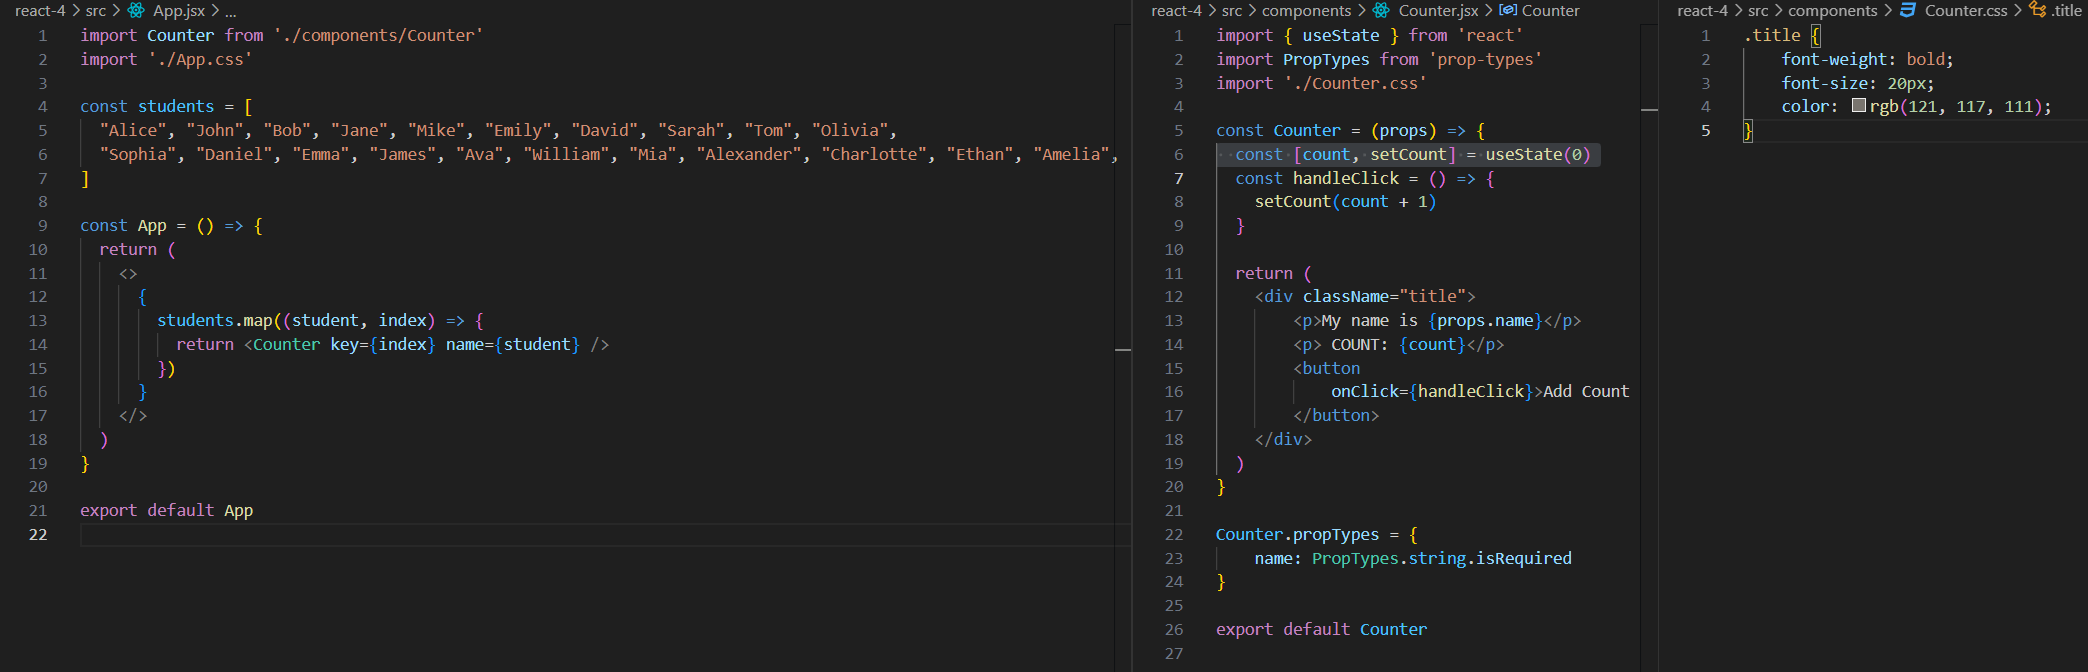 react-4 > src > App.jsx > ...
1 import Counter from './components/Counter'
2 import './App.css'
3
4 const students = [
5   "Alice", "John", "Bob", "Jane", "Mike", "Emily", "David", "Sarah", "Tom", "Olivia",
6   "Sophia", "Daniel", "Emma", "James", "Ava", "William", "Mia", "Alexander", "Charlotte", "Ethan", "Amelia",
7 ]
8
9 const App = () => {
10   return (
11     <>
12       {
13         students.map((student, index) => {
14           return <Counter key={index} name={student} />
15         })
16       }
17     </>
18   )
19 }
20
21 export default App
22
react-4 > src > components > Counter.jsx > Counter
1 import { useState } from 'react'
2 import PropTypes from 'prop-types'
3 import './Counter.css'
4
5 const Counter = (props) => {
6   const [count, setCount] = useState(0)
7   const handleClick = () => {
8     setCount(count + 1)
9   }
10
11   return (
12     <div className="title">
13         <p>My name is {props.name}</p>
14         <p> COUNT: {count}</p>
15         <button
16             onClick={handleClick}>Add Count
17         </button>
18     </div>
19   )
20 }
21
22 Counter.propTypes = {
23     name: PropTypes.string.isRequired
24 }
25
26 export default Counter
27
react-4 > src > components > Counter.css > .title
1 .title {
2     font-weight: bold;
3     font-size: 20px;
4     color: rgb(121, 117, 111);
5 }